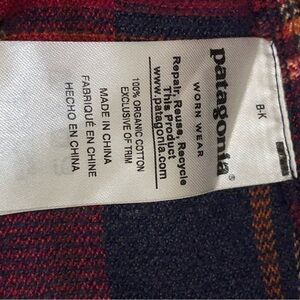 B-K
patagonia®
WORN WEAR
Repair, Reuse, Recycle
This Product
www.patagonia.com
100% ORGANIC COTTON
EXCLUSIVE OF TRIM
MADE IN CHINA
FABRIQUÉ EN CHINE
HECHO EN CHINA